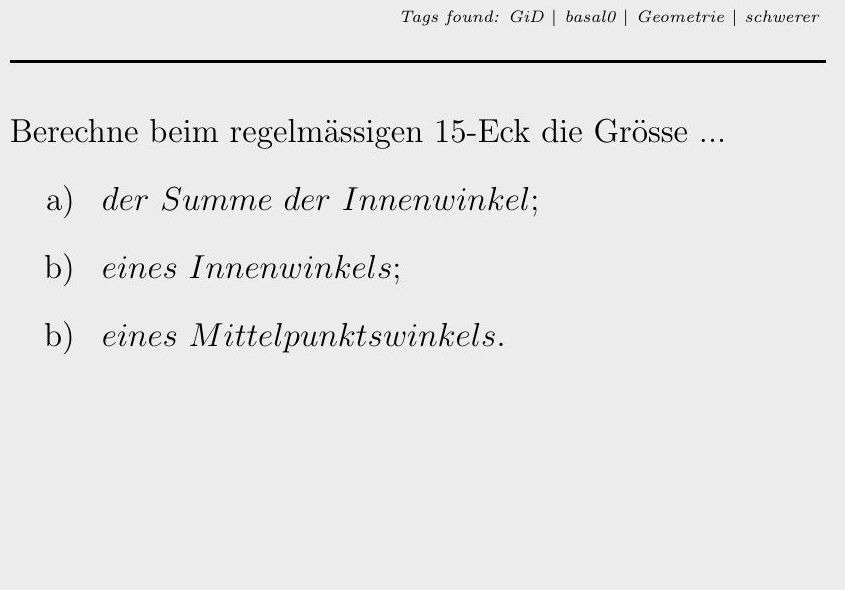 Tags found: GiD | basal0 | Geometrie | schwerer
Berechne beim regelmässigen 15-Eck die Grösse ...
a) der Summe der Innenwinkel;
b) eines Innenwinkels;
b) eines Mittelpunktswinkels.